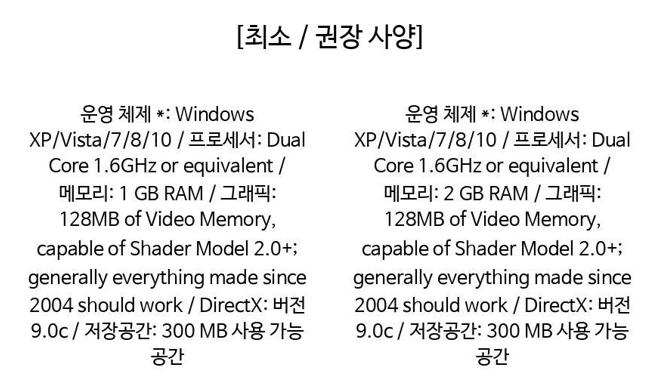 [최소 / 권장 사양]
운영 체제 *: Windows
XP/Vista/7/8/10 / 프로세서: Dual
Core 1.6GHz or equivalent /
메모리: 1 GB RAM / 그래픽:
128MB of Video Memory,
capable of Shader Model 2.0+;
generally everything made since
2004 should work / DirectX: 버전
9.0c / 저장공간: 300 MB 사용 가능
공간
운영 체제 *: Windows
XP/Vista/7/8/10 / 프로세서: Dual
Core 1.6GHz or equivalent /
메모리: 2 GB RAM / 그래픽:
128MB of Video Memory,
capable of Shader Model 2.0+;
generally everything made since
2004 should work / DirectX: 버전
9.0c / 저장공간: 300 MB 사용 가능
공간